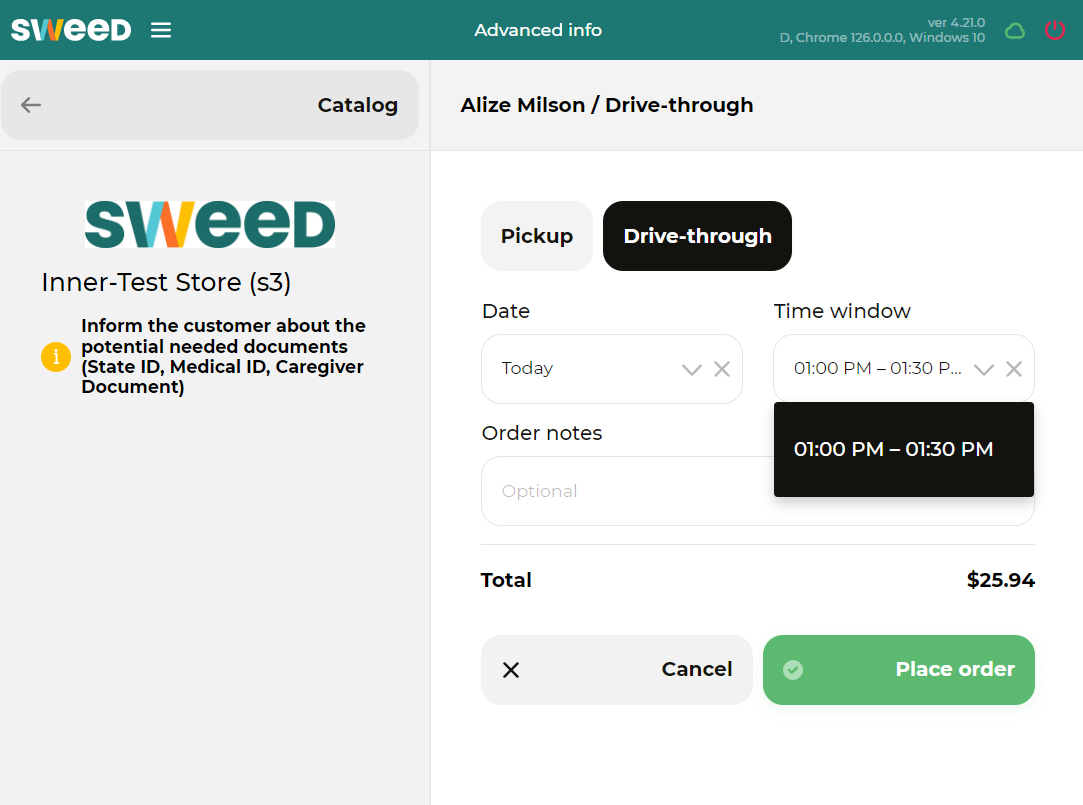 SWEED
Advanced info
ver 4.21.0
D, Chrome 126.0.0.0, Windows 10
Catalog
Alize Milson / Drive-through
SWEED
Inner-Test Store (s3)
i
Inform the customer about the
potential needed documents
(State ID, Medical ID, Caregiver
Document)
Pickup
Drive-through
Date
Time window
Today
01:00 PM – 01:30 P...
01:00 PM – 01:30 PM
Order notes
Optional
Total
$25.94
Cancel
Place order